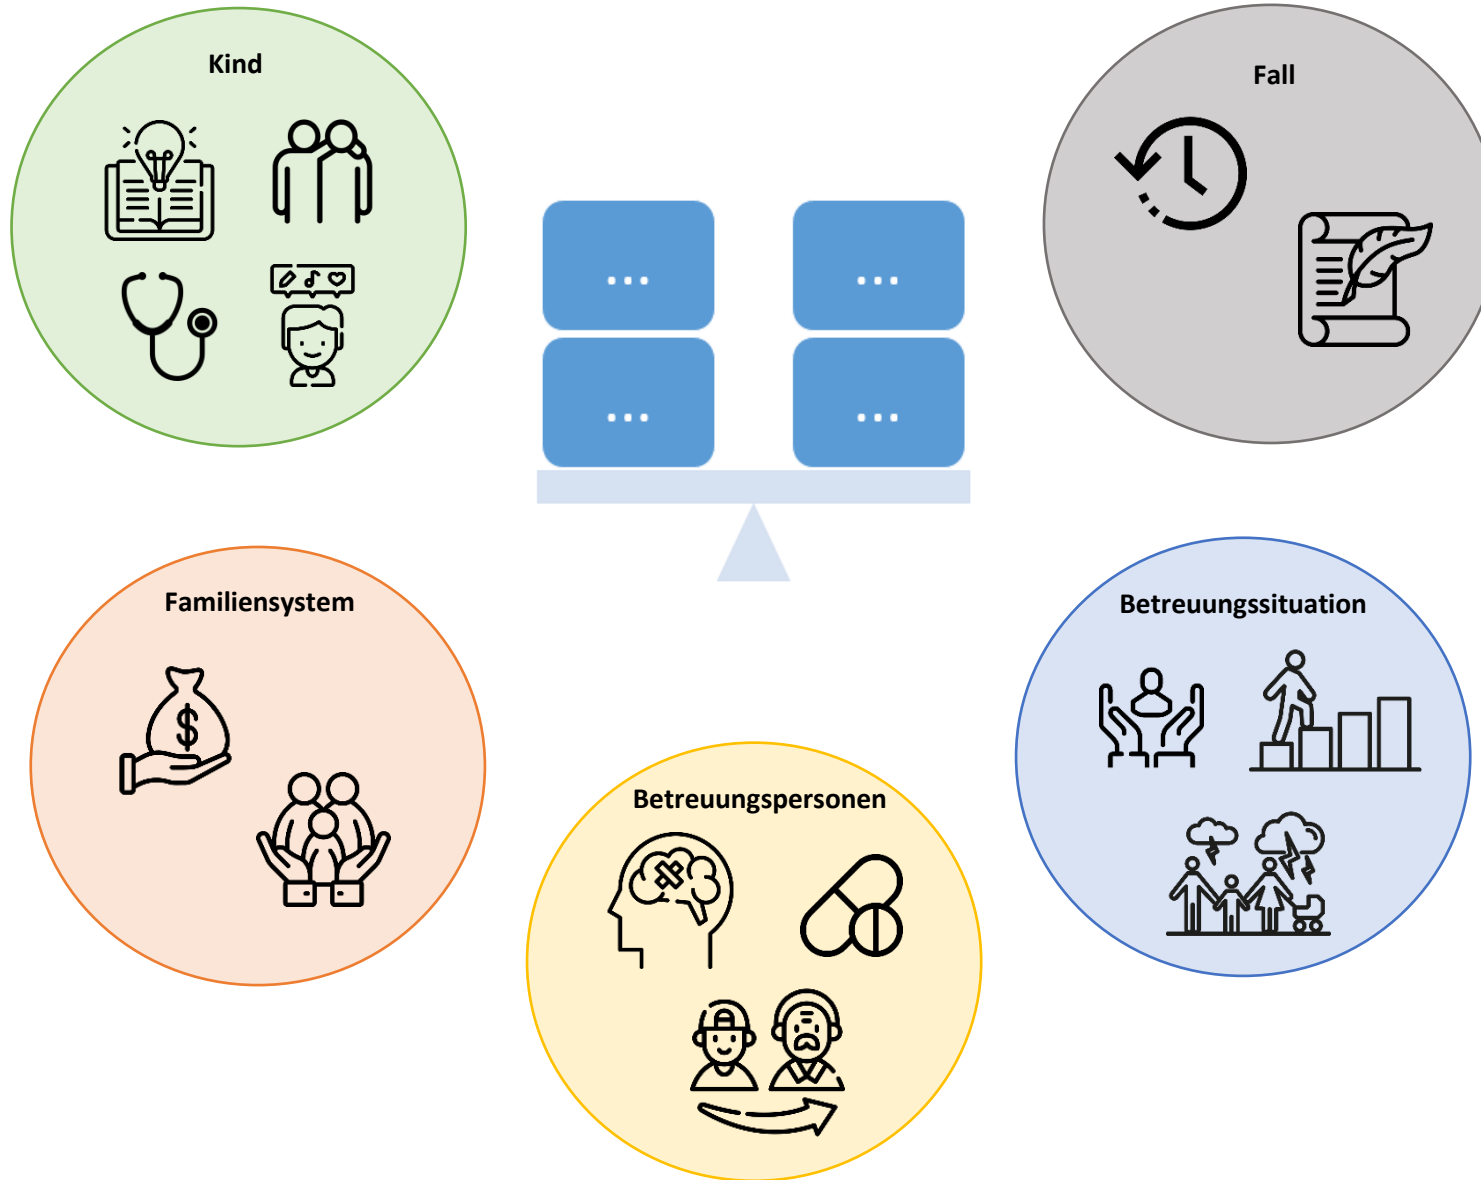 Kind
Fall
...
...
...
...
Familiensystem
$
Betreuungssituation
Betreuungspersonen